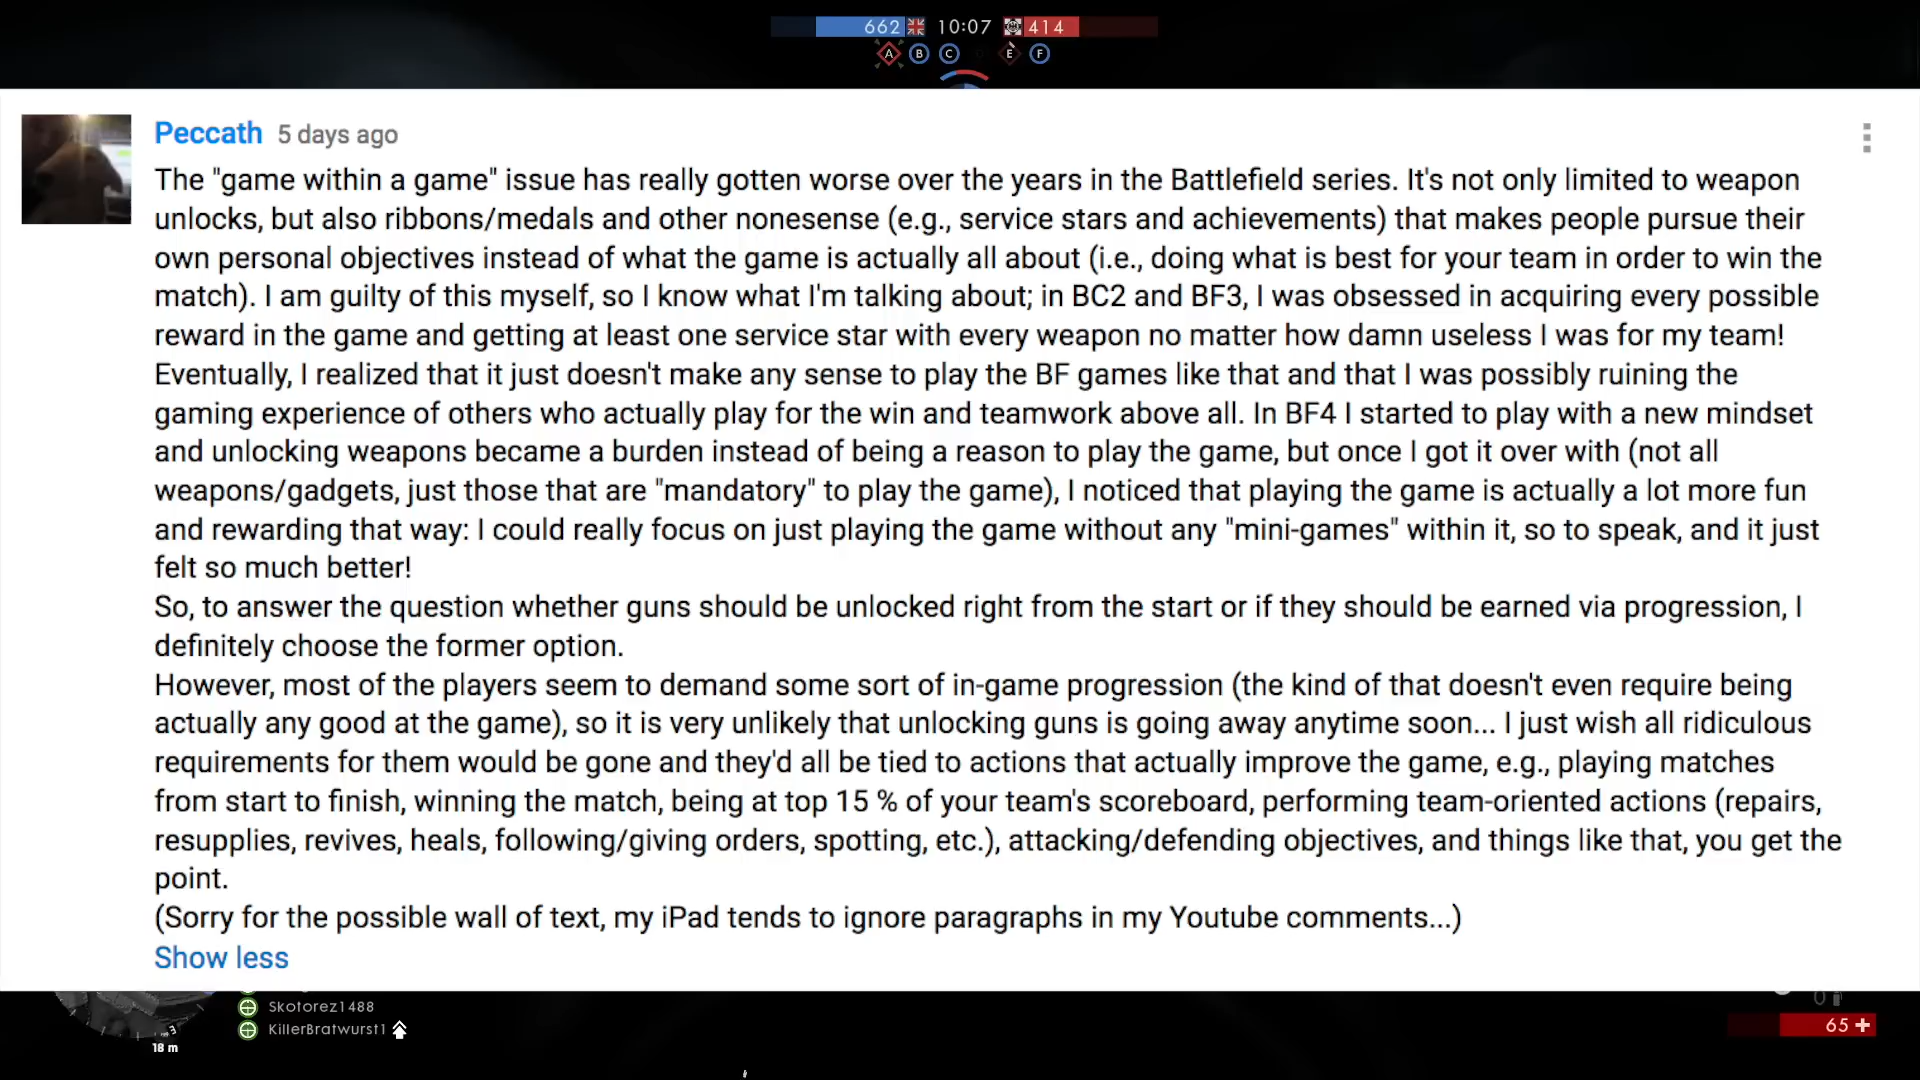 662 10:07 414
A B C E F
Peccath 5 days ago
The "game within a game" issue has really gotten worse over the years in the Battlefield series. It's not only limited to weapon
unlocks, but also ribbons/medals and other nonesense (e.g., service stars and achievements) that makes people pursue their
own personal objectives instead of what the game is actually all about (i.e., doing what is best for your team in order to win the
match). I am guilty of this myself, so I know what I'm talking about; in BC2 and BF3, I was obsessed in acquiring every possible
reward in the game and getting at least one service star with every weapon no matter how damn useless I was for my team!
Eventually, I realized that it just doesn't make any sense to play the BF games like that and that I was possibly ruining the
gaming experience of others who actually play for the win and teamwork above all. In BF4 I started to play with a new mindset
and unlocking weapons became a burden instead of being a reason to play the game, but once I got it over with (not all
weapons/gadgets, just those that are "mandatory" to play the game), I noticed that playing the game is actually a lot more fun
and rewarding that way: I could really focus on just playing the game without any "mini-games" within it, so to speak, and it just
felt so much better!
So, to answer the question whether guns should be unlocked right from the start or if they should be earned via progression, I
definitely choose the former option.
However, most of the players seem to demand some sort of in-game progression (the kind of that doesn't even require being
actually any good at the game), so it is very unlikely that unlocking guns is going away anytime soon... I just wish all ridiculous
requirements for them would be gone and they'd all be tied to actions that actually improve the game, e.g., playing matches
from start to finish, winning the match, being at top 15 % of your team's scoreboard, performing team-oriented actions (repairs,
resupplies, revives, heals, following/giving orders, spotting, etc.), attacking/defending objectives, and things like that, you get the
point.
(Sorry for the possible wall of text, my iPad tends to ignore paragraphs in my Youtube comments...)
Show less
Skotorez1488
KillerBratwurst1
18 m
0
65